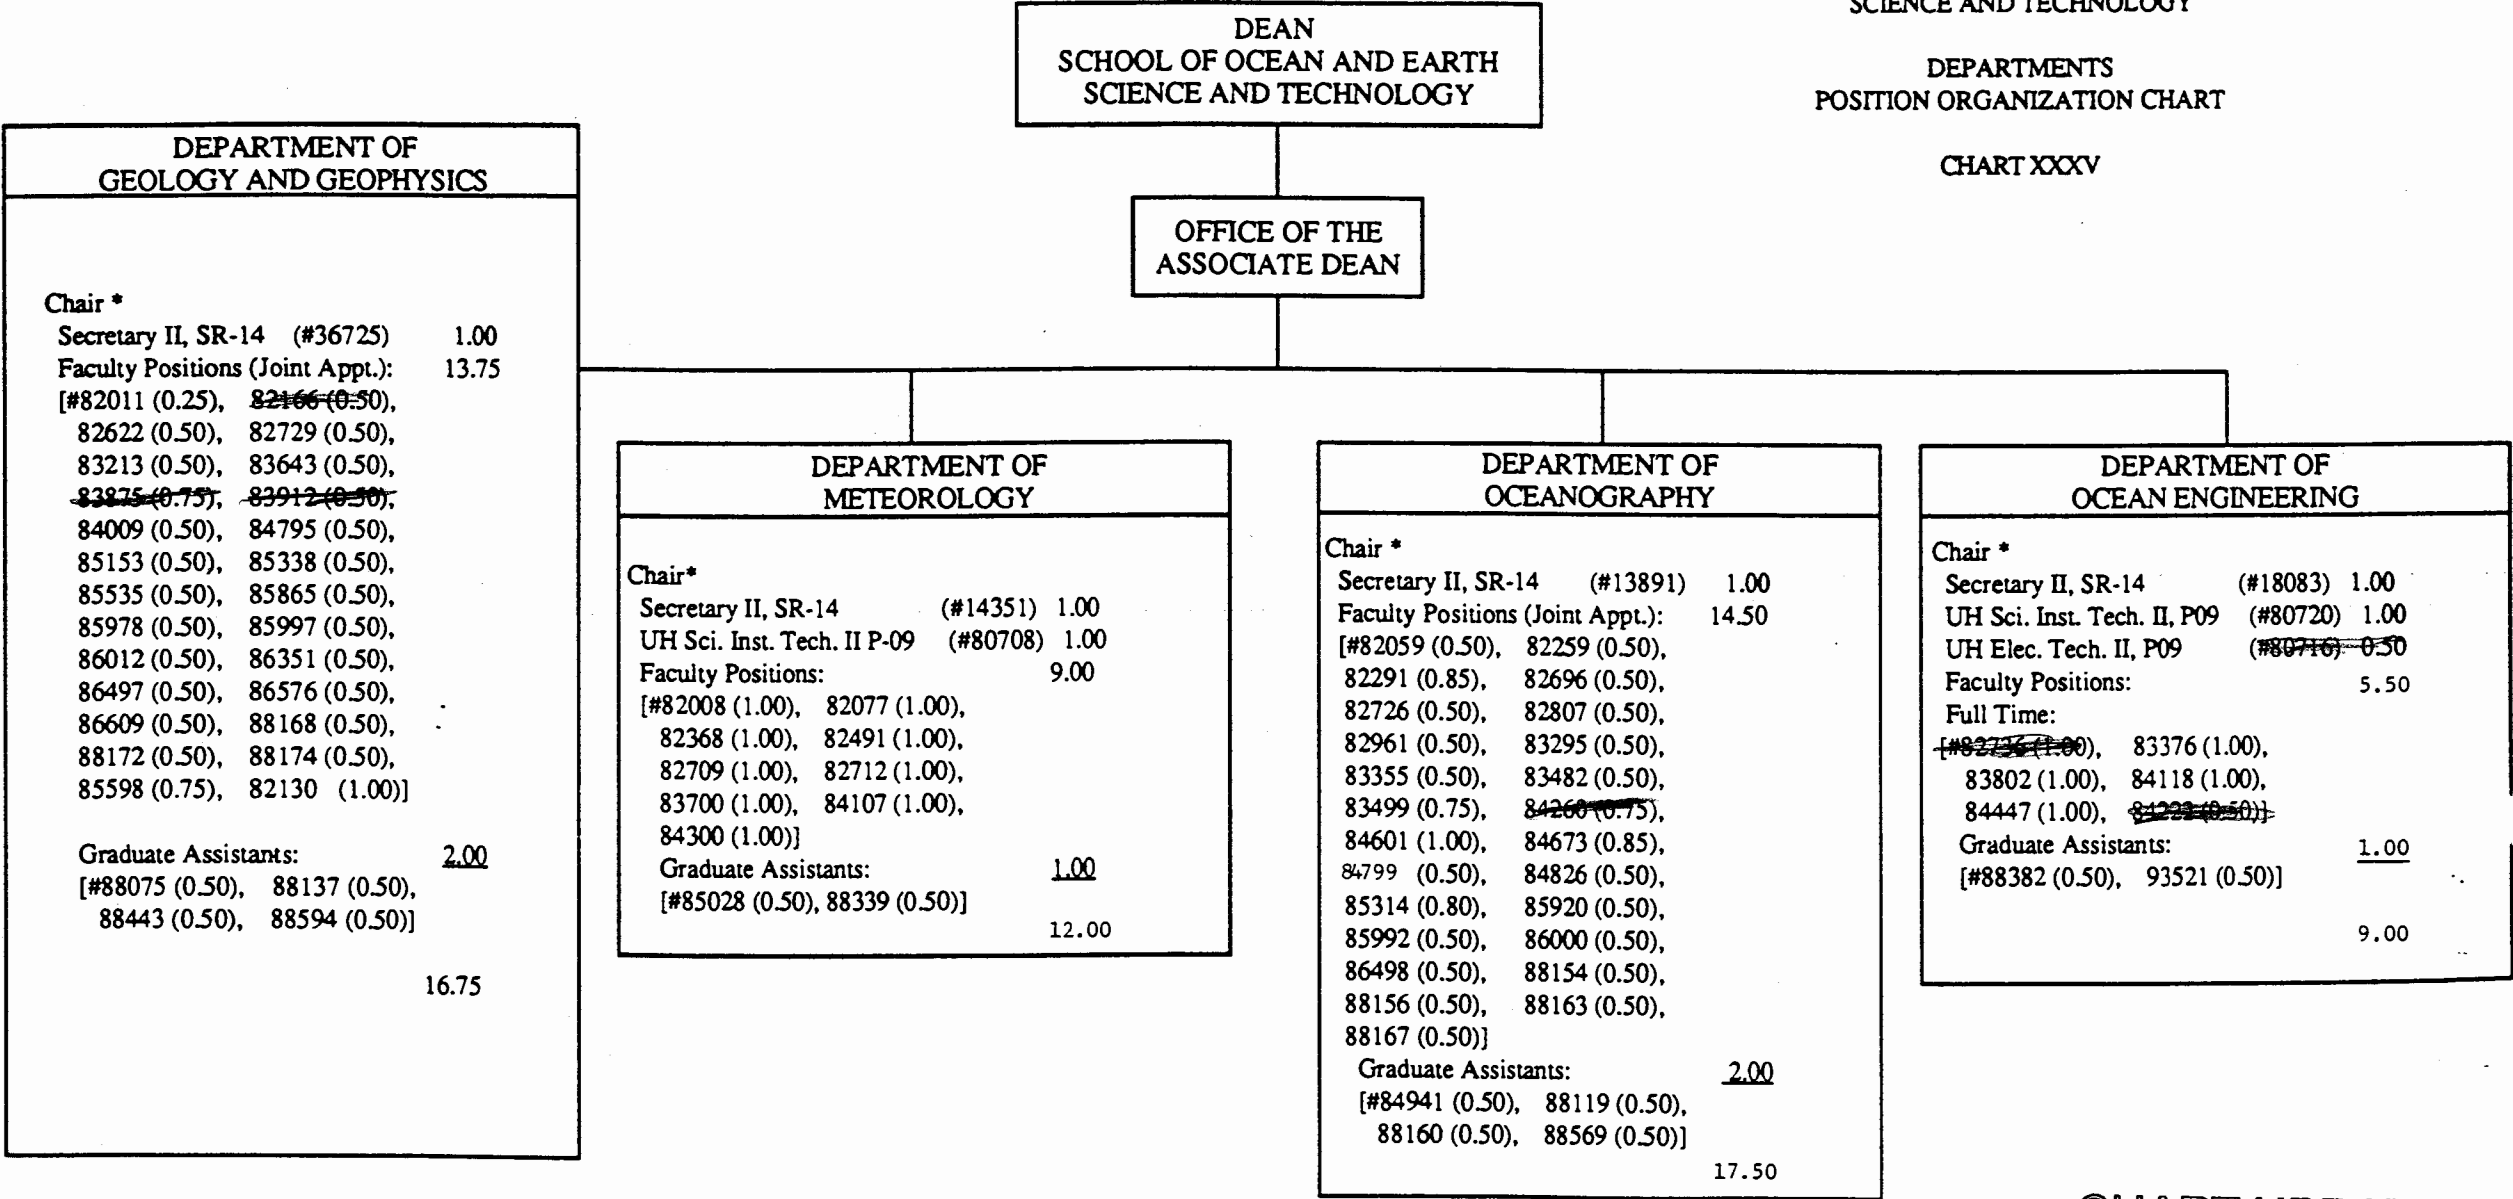 SCIENCE AND TECHNOLOGY
DEPARTMENTS
POSITION ORGANIZATION CHART
CHART XXXV
DEAN
SCHOOL OF OCEAN AND EARTH
SCIENCE AND TECHNOLOGY
OFFICE OF THE
ASSOCIATE DEAN
DEPARTMENT OF
GEOLOGY AND GEOPHYSICS
Chair *
Secretary II, SR-14 (#36725) 1.00
Faculty Positions (Joint Appt.): 13.75
[#82011 (0.25), 82166 (0.50),
82622 (0.50), 82729 (0.50),
83213 (0.50), 83643 (0.50),
83875 (0.75), 83912 (0.50),
84009 (0.50), 84795 (0.50),
85153 (0.50), 85338 (0.50),
85535 (0.50), 85865 (0.50),
85978 (0.50), 85997 (0.50),
86012 (0.50), 86351 (0.50),
86497 (0.50), 86576 (0.50),
86609 (0.50), 88168 (0.50),
88172 (0.50), 88174 (0.50),
85598 (0.75), 82130 (1.00)]
Graduate Assistants: 2.00
[#88075 (0.50), 88137 (0.50),
88443 (0.50), 88594 (0.50)]
16.75
DEPARTMENT OF
METEOROLOGY
Chair*
Secretary II, SR-14 (#14351) 1.00
UH Sci. Inst. Tech. II P-09 (#80708) 1.00
Faculty Positions: 9.00
[#82008 (1.00), 82077 (1.00),
82368 (1.00), 82491 (1.00),
82709 (1.00), 82712 (1.00),
83700 (1.00), 84107 (1.00),
84300 (1.00)]
Graduate Assistants: 1.00
[#85028 (0.50), 88339 (0.50)]
12.00
DEPARTMENT OF
OCEANOGRAPHY
Chair *
Secretary II, SR-14 (#13891) 1.00
Faculty Positions (Joint Appt.): 14.50
[#82059 (0.50), 82259 (0.50),
82291 (0.85), 82696 (0.50),
82726 (0.50), 82807 (0.50),
82961 (0.50), 83295 (0.50),
83355 (0.50), 83482 (0.50),
83499 (0.75), 84260 (0.75),
84601 (1.00), 84673 (0.85),
84799 (0.50), 84826 (0.50),
85314 (0.80), 85920 (0.50),
85992 (0.50), 86000 (0.50),
86498 (0.50), 88154 (0.50),
88156 (0.50), 88163 (0.50),
88167 (0.50)]
Graduate Assistants: 2.00
[#84941 (0.50), 88119 (0.50),
88160 (0.50), 88569 (0.50)]
17.50
DEPARTMENT OF
OCEAN ENGINEERING
Chair *
Secretary II, SR-14 (#18083) 1.00
UH Sci. Inst. Tech. II, P09 (#80720) 1.00
UH Elec. Tech. II, P09 (#80716) 0.50
Faculty Positions: 5.50
Full Time:
(1.00), 83376 (1.00),
83802 (1.00), 84118 (1.00),
84447 (1.00), (0.50)]
Graduate Assistants: 1.00
[#88382 (0.50), 93521 (0.50)]
9.00